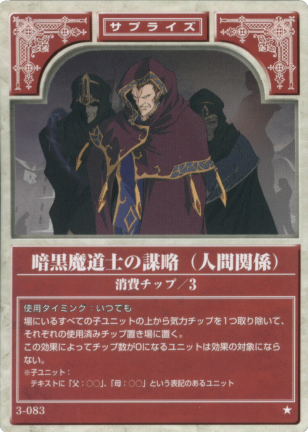 サプライズ
暗黒魔道士の謀略（人間関係）
消費チップ／3
使用タイミング：いつでも
場にいるすべての子ユニットの上から気力チップを1つ取り除いて、
それぞれの使用済みチップ置き場に置く。
この効果によってチップ数が0になるユニットは効果の対象になら
ない。
※子ユニット：
テキストに「父：○○」、「母：○○」という表記のあるユニット
3-083
★